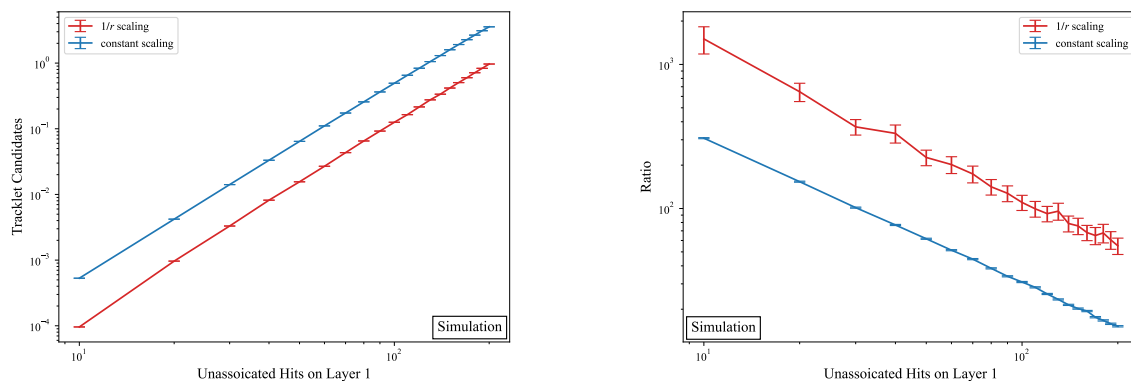 1/r scaling
constant scaling
Tracklet Candidates
10⁰
10⁻¹
10⁻²
10⁻³
10⁻⁴
Simulation
10¹
10²
Unassoicated Hits on Layer 1
1/r scaling
constant scaling
Ratio
10³
10²
Simulation
10¹
10²
Unassoicated Hits on Layer 1